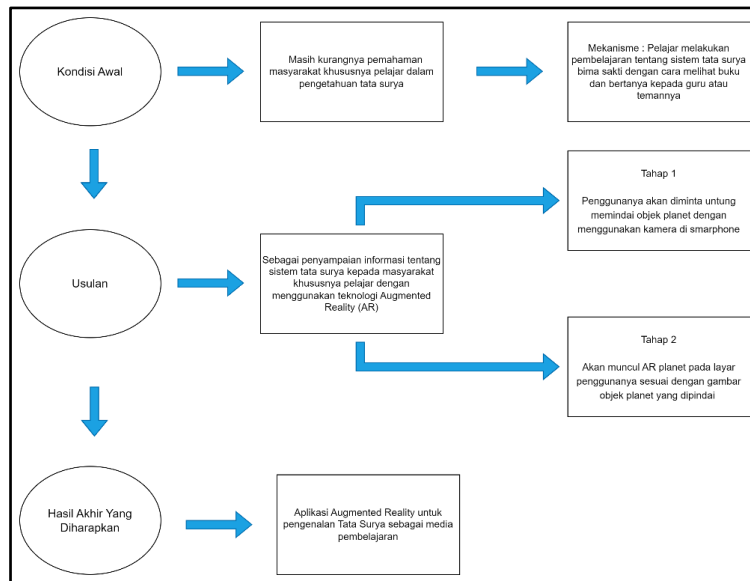 Kondisi Awal
Masih kurangnya pemahaman
masyarakat khususnya pelajar dalam
pengetahuan tata surya
Mekanisme : Pelajar melakukan
pembelajaran tentang sistem tata surya
bima sakti dengan cara melihat buku
dan bertanya kepada guru atau
temannya
Usulan
Sebagai penyampaian informasi tentang
sistem tata surya kepada masyarakat
khususnya pelajar dengan
menggunakan teknologi Augmented
Reality (AR)
Tahap 1
Penggunanya akan diminta untung
memindai objek planet dengan
menggunakan kamera di smarphone
Tahap 2
Akan muncul AR planet pada layar
penggunanya sesuai dengan gambar
objek planet yang dipindai
Hasil Akhir Yang
Diharapkan
Aplikasi Augmented Reality untuk
pengenalan Tata Surya sebagai media
pembelajaran